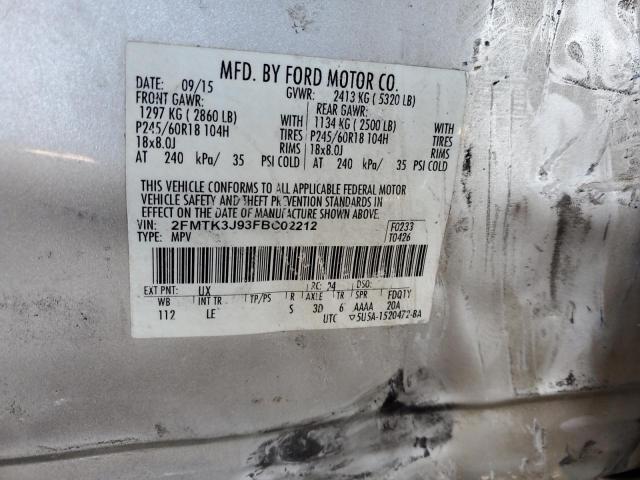 MFD. BY FORD MOTOR CO.
DATE: 09/15 GVWR: 2413 KG ( 5320 LB)
FRONT GAWR: REAR GAWR:
1297 KG ( 2860 LB) WITH 1134 KG ( 2500 LB) WITH
P245/60R18 104H TIRES P245/60R18 104H TIRES
18x8.0J RIMS 18x8.0J RIMS
AT 240 kPa/ 35 PSI COLD AT 240 kPa/ 35 PSI COLD
THIS VEHICLE CONFORMS TO ALL APPLICABLE FEDERAL MOTOR
VEHICLE SAFETY AND THEFT PREVENTION STANDARDS IN
EFFECT ON THE DATE OF MANUFACTURE SHOWN ABOVE.
VIN: 2FMTK3J93FBC02212 F0233
TYPE: MPV T0426
EXT PNT: UX RC: 24 DSO:
WB INT TR TP/PS R AXLE TR SPR FDQTY
112 LE S 3D 6 AAAA 20A
UTC ▽5U5A-1520472-BA